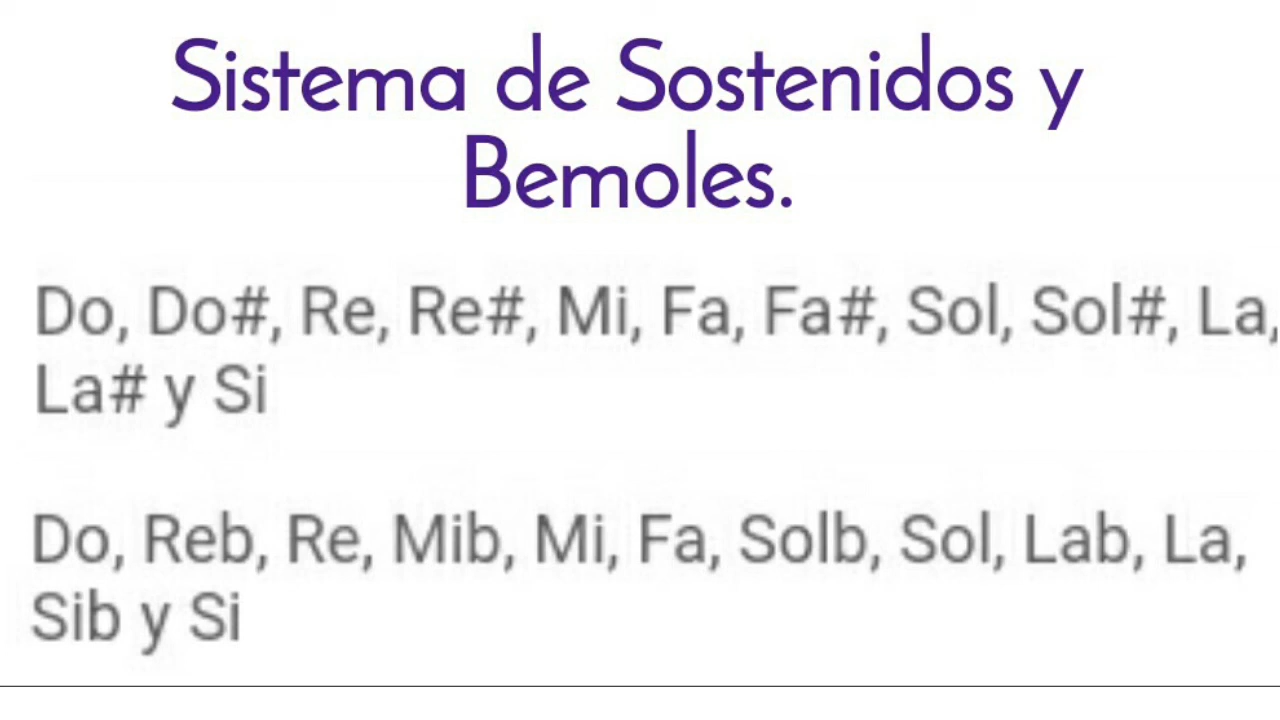 Sistema de Sostenidos y
Bemoles.
Do, Do#, Re, Re#, Mi, Fa, Fa#, Sol, Sol#, La,
La# y Si
Do, Reb, Re, Mib, Mi, Fa, Solb, Sol, Lab, La,
Sib y Si